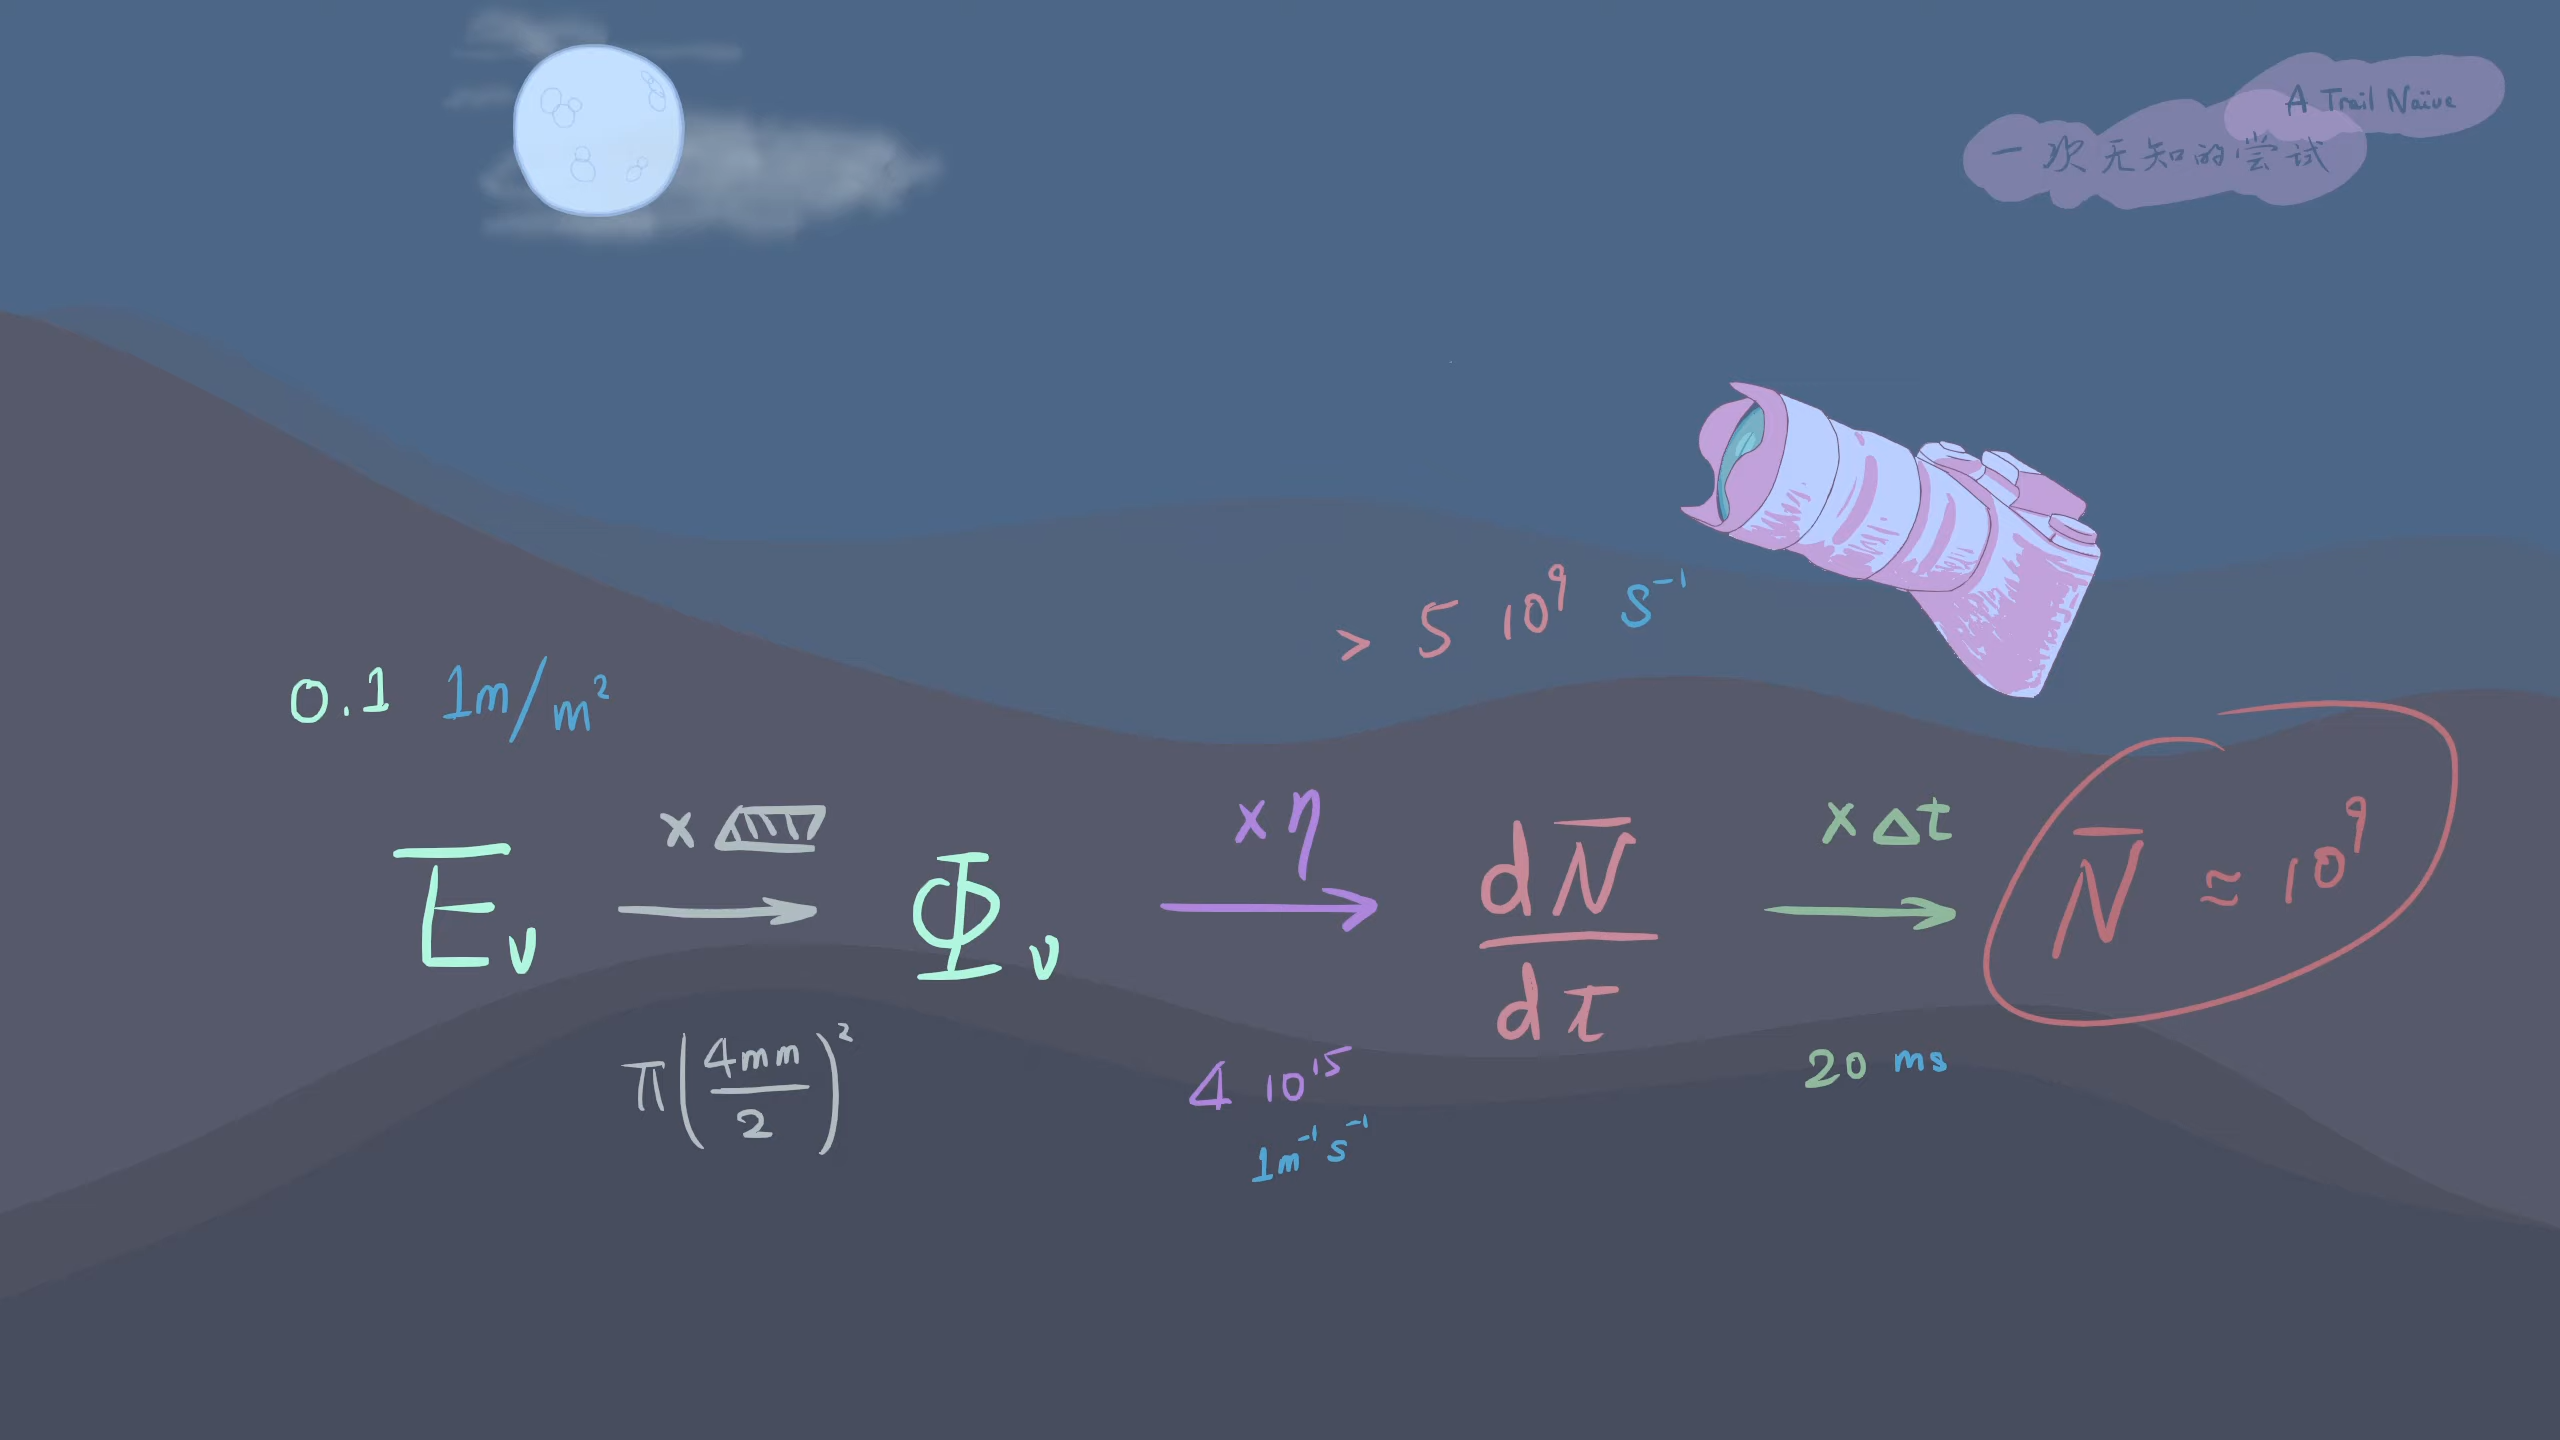 A Trail Naïve
一次无知的尝试
> 5 10⁹ s⁻¹
0.1 lm/m²
Ē_v
×
Φ_v
× η
dN̄
dt
× Δt
N̄ ≈ 10⁹
π(4mm/2)²
4 10¹⁵
lm⁻¹ s⁻¹
20 ms